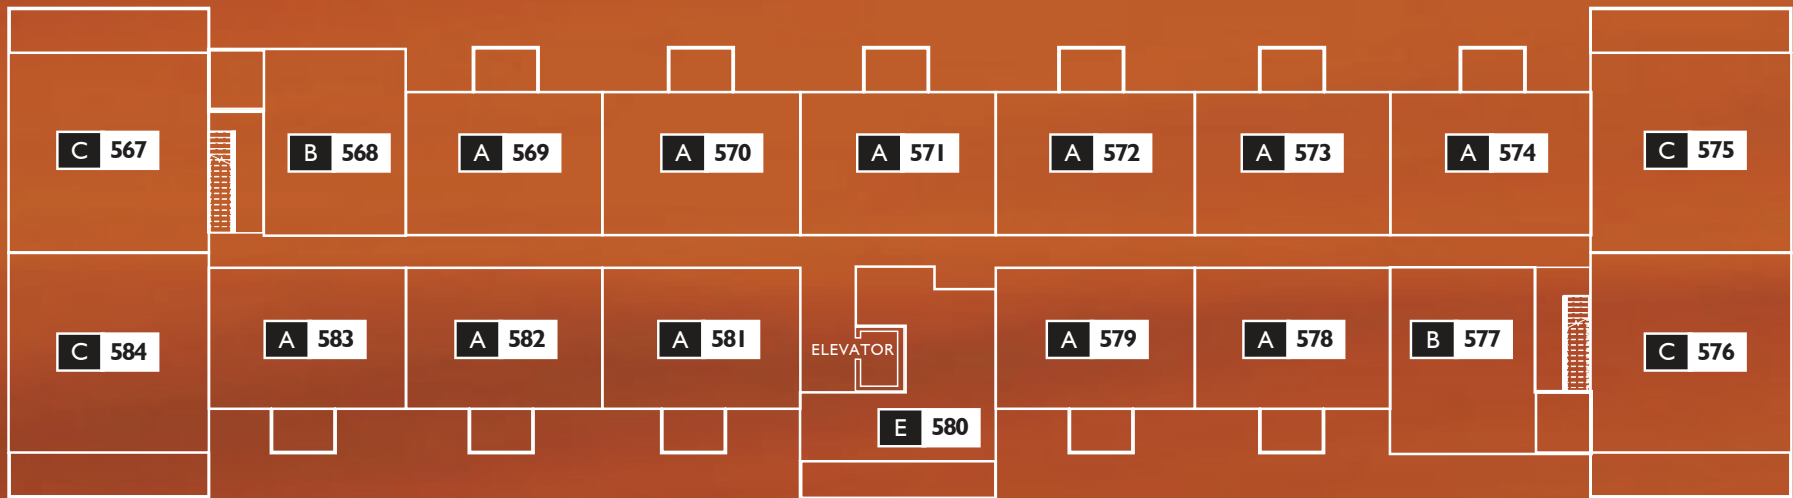 C 567
B 568
A 569
A 570
A 571
A 572
A 573
A 574
C 575
C 584
A 583
A 582
A 581
ELEVATOR
E 580
A 579
A 578
B 577
C 576